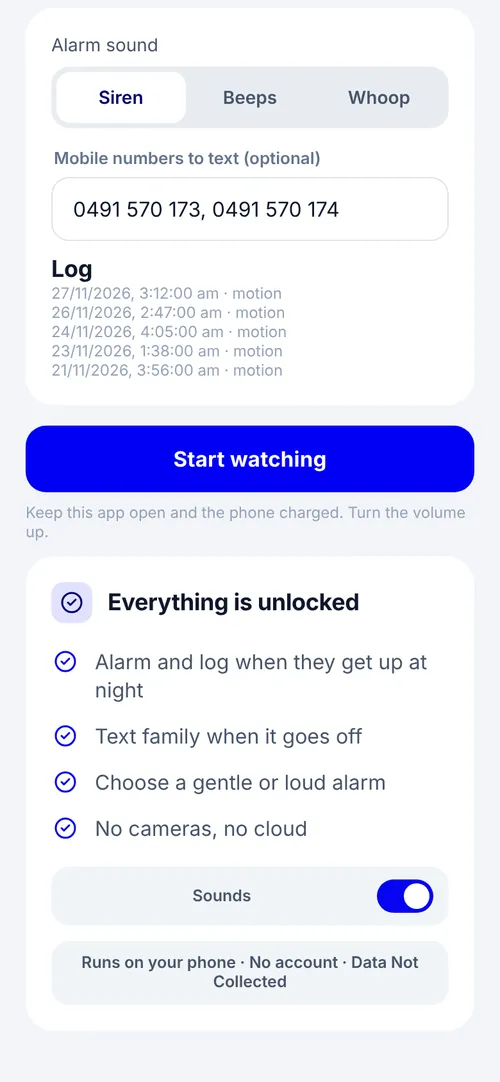 Alarm sound
Siren
Beeps
Whoop
Mobile numbers to text (optional)
0491 570 173, 0491 570 174
Log
27/11/2026, 3:12:00 am · motion
26/11/2026, 2:47:00 am · motion
24/11/2026, 4:05:00 am · motion
23/11/2026, 1:38:00 am · motion
21/11/2026, 3:56:00 am · motion
Start watching
Keep this app open and the phone charged. Turn the volume
up.
Everything is unlocked
Alarm and log when they get up at
night
Text family when it goes off
Choose a gentle or loud alarm
No cameras, no cloud
Sounds
Runs on your phone · No account · Data Not
Collected